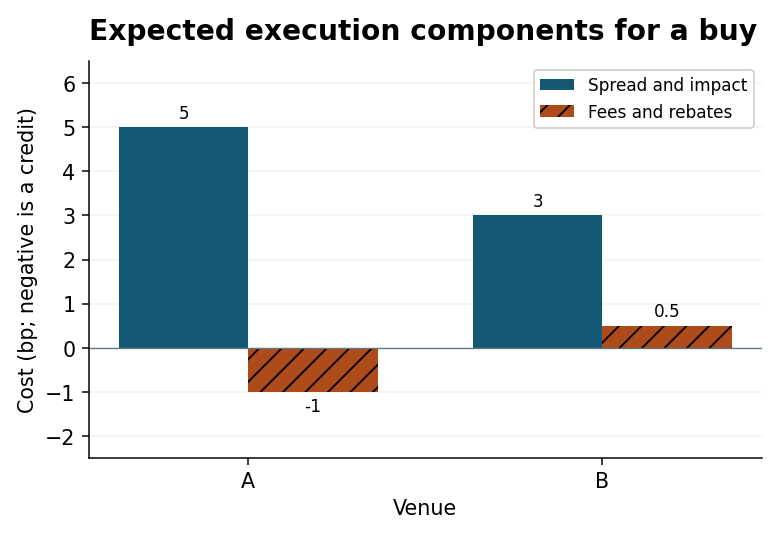 Expected execution components for a buy
Cost (bp; negative is a credit)
6
5
4
3
2
1
0
−1
−2
Spread and impact
Fees and rebates
5
-1
3
0.5
A
B
Venue